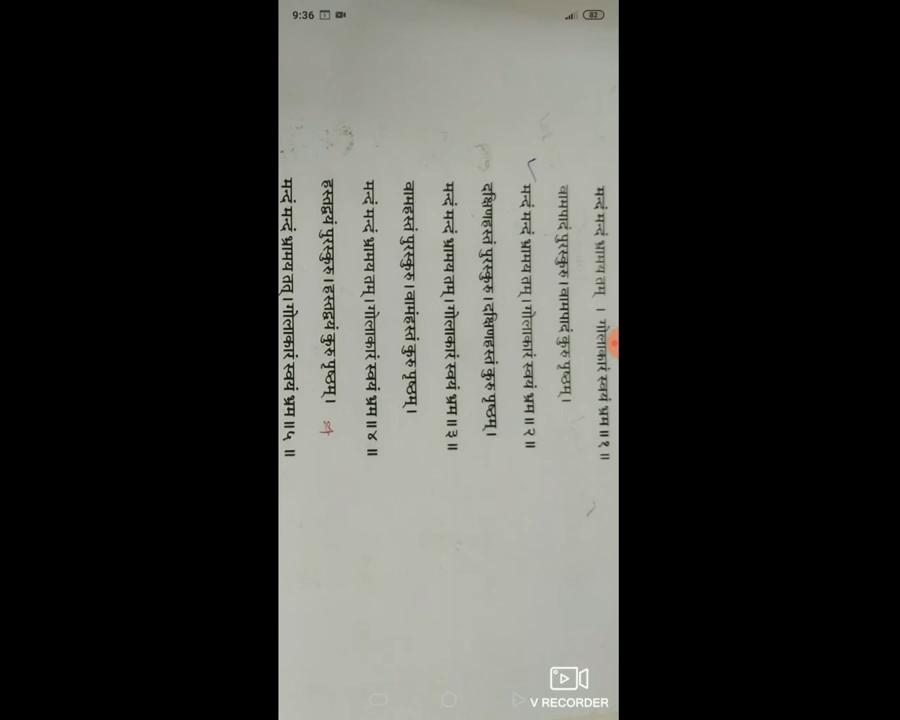 9:36
82
मन्दं मन्दं भ्रामय तम् । गोलाकारं स्वयं भ्रम॥१॥
वामपादं पुरस्कुरु। वामपादं कुरु पृष्ठम्।
मन्दं मन्दं भ्रामय तम्। गोलाकारं स्वयं भ्रम॥२॥
दक्षिणहस्तं पुरस्कुरु। दक्षिणहस्तं कुरु पृष्ठम्।
मन्दं मन्दं भ्रामय तम्। गोलाकारं स्वयं भ्रम॥३॥
वामहस्तं पुरस्कुरु। वामंहस्तं कुरु पृष्ठम्।
मन्दं मन्दं भ्रामय तम्। गोलाकारं स्वयं भ्रम॥४॥
हस्तद्वयं पुरस्कुरु। हस्तद्वयं कुरु पृष्ठम्।
मन्दं मन्दं भ्रामय तत्। गोलाकारं स्वयं भ्रम॥५॥
V RECORDER